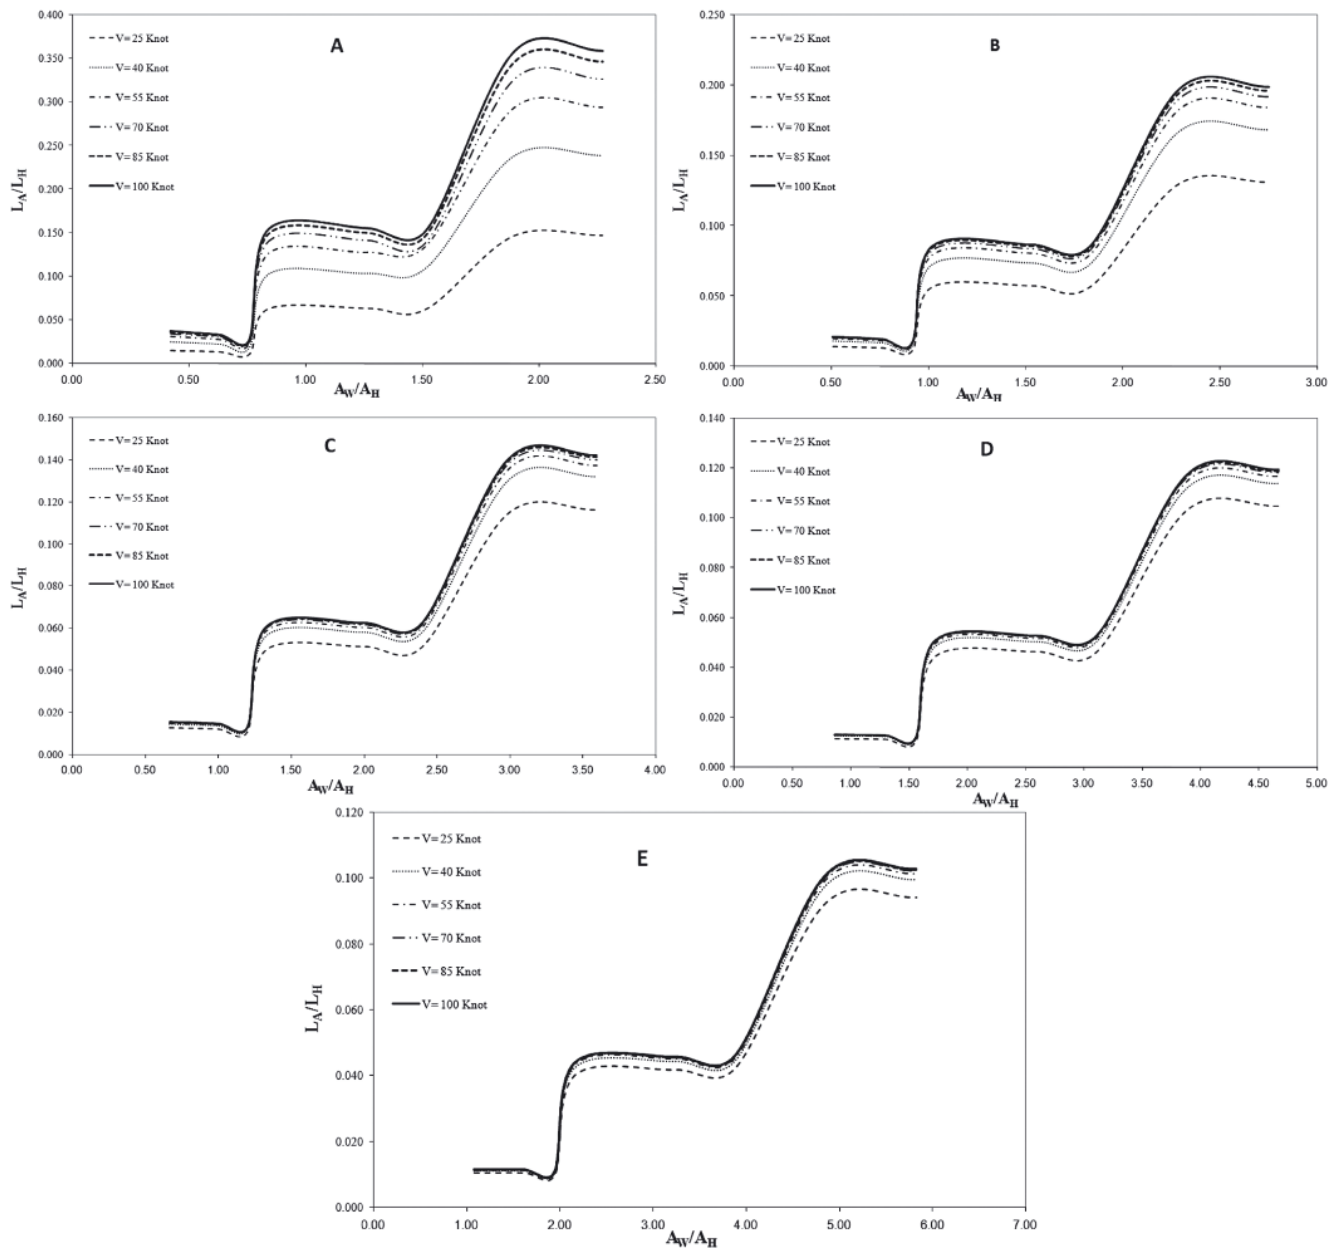 A
V= 25 Knot
V= 40 Knot
V= 55 Knot
V= 70 Knot
V= 85 Knot
V= 100 Knot
0.400
0.350
0.300
0.250
0.200
0.150
0.100
0.050
0.000
L_A/L_H
0.00 0.50 1.00 1.50 2.00 2.50
A_W/A_H
B
V= 25 Knot
V= 40 Knot
V= 55 Knot
V= 70 Knot
V= 85 Knot
V= 100 Knot
0.250
0.200
0.150
0.100
0.050
0.000
L_A/L_H
0.00 0.50 1.00 1.50 2.00 2.50 3.00
A_W/A_H
C
V= 25 Knot
V= 40 Knot
V= 55 Knot
V= 70 Knot
V= 85 Knot
V= 100 Knot
0.160
0.140
0.120
0.100
0.080
0.060
0.040
0.020
0.000
L_A/L_H
0.00 0.50 1.00 1.50 2.00 2.50 3.00 3.50 4.00
A_W/A_H
D
V= 25 Knot
V= 40 Knot
V= 55 Knot
V= 70 Knot
V= 85 Knot
V= 100 Knot
0.140
0.120
0.100
0.080
0.060
0.040
0.020
0.000
L_A/L_H
0.00 0.50 1.00 1.50 2.00 2.50 3.00 3.50 4.00 4.50 5.00
A_W/A_H
E
V= 25 Knot
V= 40 Knot
V= 55 Knot
V= 70 Knot
V= 85 Knot
V= 100 Knot
0.120
0.100
0.080
0.060
0.040
0.020
0.000
L_A/L_H
0.00 1.00 2.00 3.00 4.00 5.00 6.00 7.00
A_W/A_H